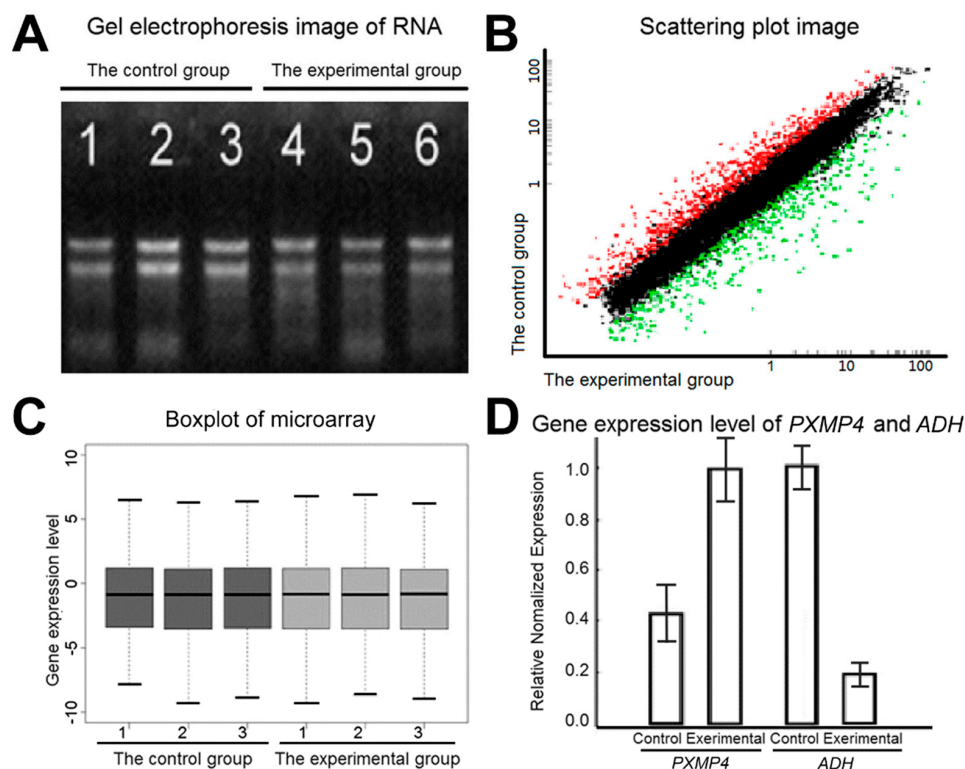 A
Gel electrophoresis image of RNA
The control group
The experimental group
1 2 3 4 5 6
B
Scattering plot image
100
10
1
The control group
1
10
100
The experimental group
C
Boxplot of microarray
10
5
0
-5
-10
Gene expression level
1 2 3 1 2 3
The control group
The experimental group
D
Gene expression level of PXMP4 and ADH
1.0
0.8
0.6
0.4
0.2
0.0
Relative Nomalized Expression
Control Exerimental Control Exerimental
PXMP4
ADH